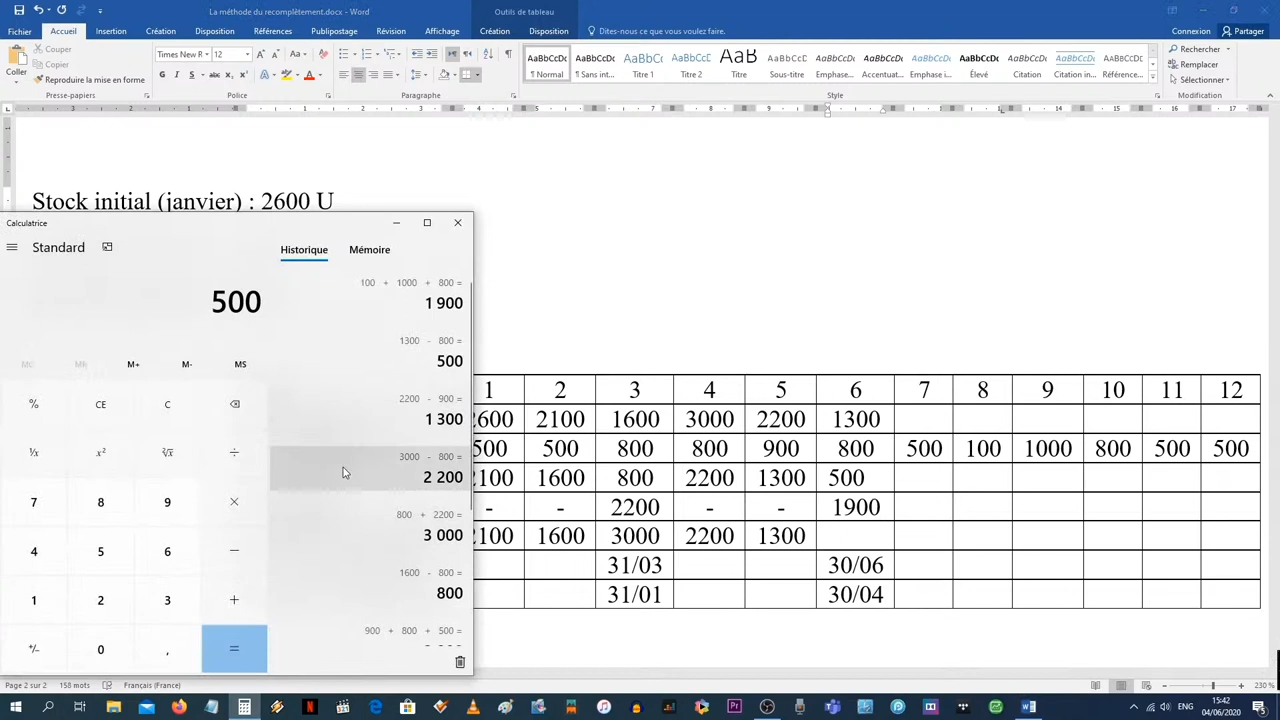 La méthode du recomplètement.docx - Word
Outils de tableau
Fichier Accueil Insertion Création Disposition Références Publipostage Révision Affichage Création Disposition Dites-nous ce que vous voulez faire. Connexion Partager
Coller
Couper
Copier
Reproduire la mise en forme
Presse-papiers
Times New R 12
G I S abc x₂ x²
Police
Paragraphe
AaBbCcDc AaBbCcDc AaBbCc AaBbCcD AaB AaBbCcD AaBbCcDc AaBbCcDc AaBbCcDc AaBbCcDc AaBbCcDc AaBbCcDc AaBbCcDc
¶ Normal ¶ Sans int... Titre 1 Titre 2 Titre Sous-titre Emphase... Accentuat... Emphase i... Élevé Citation Citation in... Référence...
Style
Rechercher
Remplacer
Sélectionner
Modification
Stock initial (janvier) : 2600 U
Calculatrice
Standard
Historique Mémoire
500
MC MR M+ M- MS
% CE C
⅟x x² ²√x ÷
7 8 9 ×
4 5 6 −
1 2 3 +
+/- 0 , =
100 + 1000 + 800 =
1 900
1300 - 800 =
500
2200 - 900 =
1 300
3000 - 800 =
2 200
800 + 2200 =
3 000
1600 - 800 =
800
900 + 800 + 500 =
1 2 3 4 5 6 7 8 9 10 11 12
2600 2100 1600 3000 2200 1300
500 500 800 800 900 800 500 100 1000 800 500 500
2100 1600 800 2200 1300 500
- - 2200 - - 1900
2100 1600 3000 2200 1300
31/03 30/06
31/01 30/04
Page 2 sur 2 158 mots Français (France) 230 %
15:42
04/06/2020